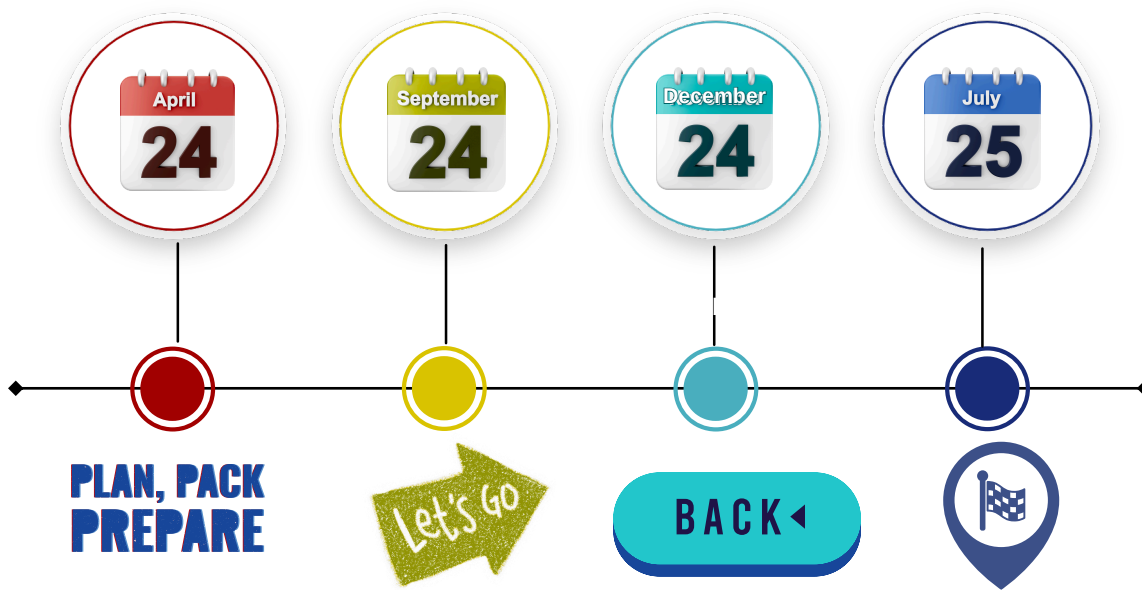 April
24
September
24
December
24
July
25
PLAN, PACK
PREPARE
Let's Go
BACK